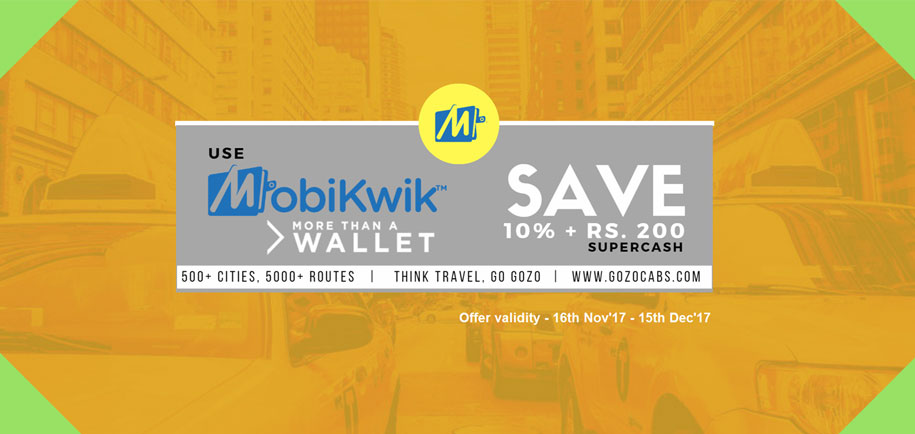 USE
MobiKwik™
MORE THAN A
WALLET
SAVE
10% + RS. 200
SUPERCASH
500+ CITIES, 5000+ ROUTES | THINK TRAVEL, GO GOZO | WWW.GOZOCABS.COM
Offer validity - 16th Nov'17 - 15th Dec'17